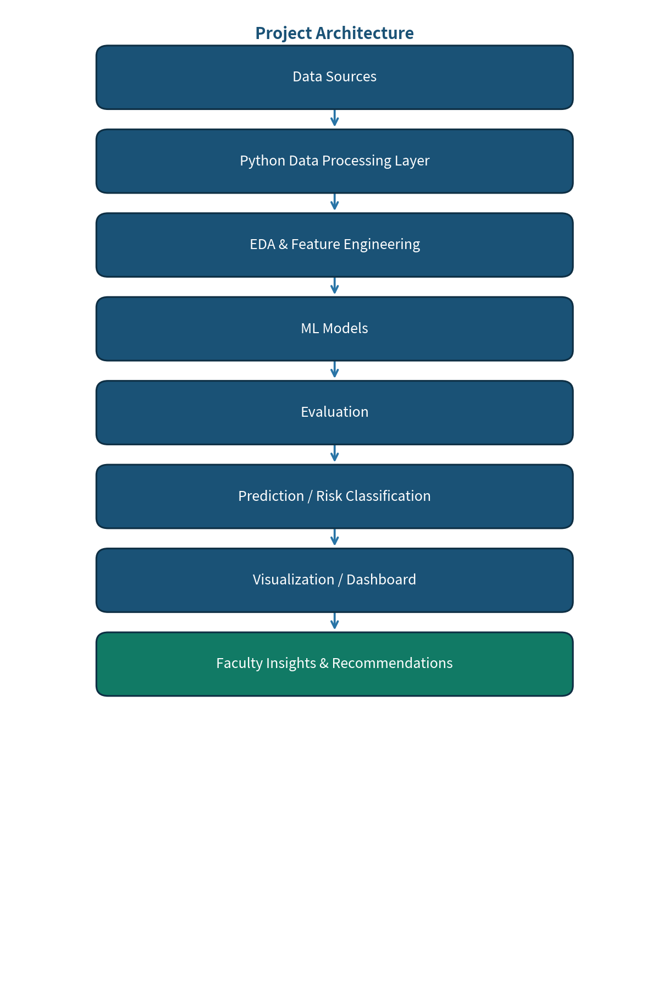 Project Architecture
Data Sources
Python Data Processing Layer
EDA & Feature Engineering
ML Models
Evaluation
Prediction / Risk Classification
Visualization / Dashboard
Faculty Insights & Recommendations